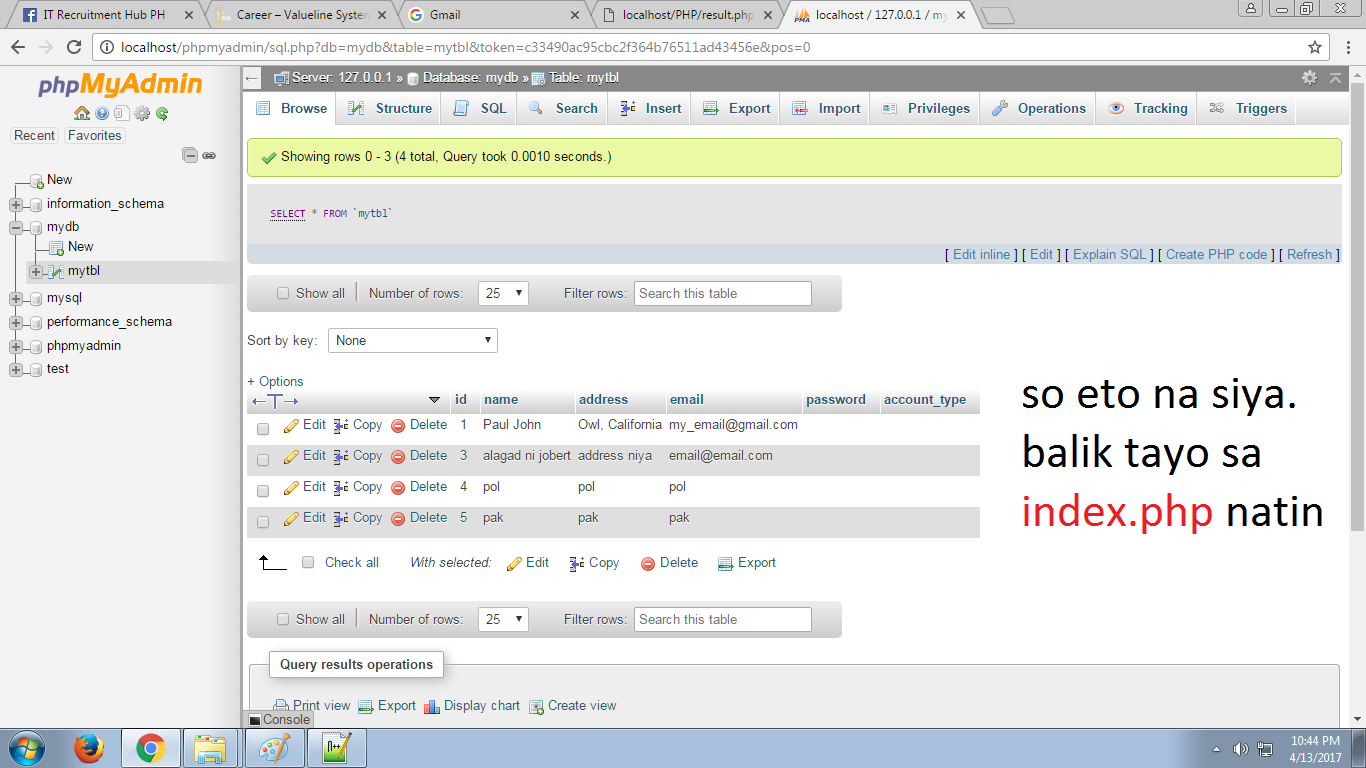 IT Recruitment Hub PH
Career – Valueline System
Gmail
localhost/PHP/result.php
localhost / 127.0.0.1 / my
localhost/phpmyadmin/sql.php?db=mydb&table=mytbl&token=c33490ac95cbc2f364b76511ad43456e&pos=0
phpMyAdmin
Recent Favorites
New
information_schema
mydb
New
mytbl
mysql
performance_schema
phpmyadmin
test
Server: 127.0.0.1 » Database: mydb » Table: mytbl
Browse Structure SQL Search Insert Export Import Privileges Operations Tracking Triggers
Showing rows 0 - 3 (4 total, Query took 0.0010 seconds.)
SELECT * FROM `mytbl`
[ Edit inline ] [ Edit ] [ Explain SQL ] [ Create PHP code ] [ Refresh ]
Show all | Number of rows: 25 Filter rows: Search this table
Sort by key: None
+ Options
←T→ id name address email password account_type
Edit Copy Delete 1 Paul John Owl, California my_email@gmail.com
Edit Copy Delete 3 alagad ni jobert address niya email@email.com
Edit Copy Delete 4 pol pol pol
Edit Copy Delete 5 pak pak pak
Check all With selected: Edit Copy Delete Export
Show all | Number of rows: 25 Filter rows: Search this table
Query results operations
Print view Export Display chart Create view
Console
so eto na siya.
balik tayo sa
index.php natin
10:44 PM
4/13/2017